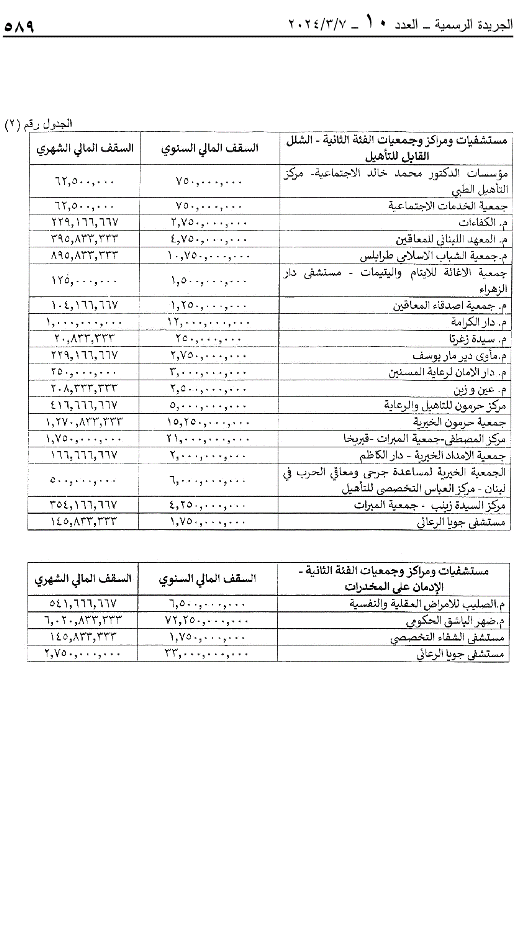 الجريدة الرسمية – العدد ١٠ – ٢٠٢٤/٣/٧ ٥٨٩
الجدول رقم (٢)
مستشفيات ومراكز وجمعيات الفئة الثانية - الشلل القابل للتأهيل السقف المالي السنوي السقف المالي الشهري
مؤسسات الدكتور محمد خالد الاجتماعية- مركز التأهيل الطبي ٧٥٠,٠٠٠,٠٠٠ ٦٢,٥٠٠,٠٠٠
جمعية الخدمات الاجتماعية ٧٥٠,٠٠٠,٠٠٠ ٦٢,٥٠٠,٠٠٠
م. الكفاءات ٢,٧٥٠,٠٠٠,٠٠٠ ٢٢٩,١٦٦,٦٦٧
م. المعهد اللبناني للمعاقين ٤,٧٥٠,٠٠٠,٠٠٠ ٣٩٥,٨٣٣,٣٣٣
م.جمعية الشباب الاسلامي طرابلس ١٠,٧٥٠,٠٠٠,٠٠٠ ٨٩٥,٨٣٣,٣٣٣
جمعية الاغاثة للايتام واليتيمات - مستشفى دار الزهراء ١,٥٠٠,٠٠٠,٠٠٠ ١٢٥,٠٠٠,٠٠٠
م. جمعية اصدقاء المعاقين ١,٢٥٠,٠٠٠,٠٠٠ ١٠٤,١٦٦,٦٦٧
م. دار الكرامة ١٢,٠٠٠,٠٠٠,٠٠٠ ١,٠٠٠,٠٠٠,٠٠٠
م. سيدة زغرتا ٢٥٠,٠٠٠,٠٠٠ ٢٠,٨٣٣,٣٣٣
م.مأوى دير مار يوسف ٢,٧٥٠,٠٠٠,٠٠٠ ٢٢٩,١٦٦,٦٦٧
م. دار الامان لرعاية المسنين ٣,٠٠٠,٠٠٠,٠٠٠ ٢٥٠,٠٠٠,٠٠٠
م. عين و زين ٢,٥٠٠,٠٠٠,٠٠٠ ٢٠٨,٣٣٣,٣٣٣
مركز حرمون للتاهيل والرعاية ٥,٠٠٠,٠٠٠,٠٠٠ ٤١٦,٦٦٦,٦٦٧
جمعية حرمون الخيرية ١٥,٢٥٠,٠٠٠,٠٠٠ ١,٢٧٠,٨٣٣,٣٣٣
مركز المصطفى-جمعية المبرات -قبريخا ٢١,٠٠٠,٠٠٠,٠٠٠ ١,٧٥٠,٠٠٠,٠٠٠
جمعية الإمداد الخيرية - دار الكاظم ٢,٠٠٠,٠٠٠,٠٠٠ ١٦٦,٦٦٦,٦٦٧
الجمعية الخيرية لمساعدة جرحى ومعاقي الحرب في لبنان - مركز العباس التخصصي للتأهيل ٦,٠٠٠,٠٠٠,٠٠٠ ٥٠٠,٠٠٠,٠٠٠
مركز السيدة زينب - جمعية المبرات ٤,٢٥٠,٠٠٠,٠٠٠ ٣٥٤,١٦٦,٦٦٧
مستشفى جويا الرعائي ١,٧٥٠,٠٠٠,٠٠٠ ١٤٥,٨٣٣,٣٣٣
مستشفيات ومراكز وجمعيات الفئة الثانية - الإدمان على المخدرات السقف المالي السنوي السقف المالي الشهري
م.الصليب للامراض العقلية والنفسية ٦,٥٠٠,٠٠٠,٠٠٠ ٥٤١,٦٦٦,٦٦٧
م.ضهر الباشق الحكومي ٧٢,٢٥٠,٠٠٠,٠٠٠ ٦,٠٢٠,٨٣٣,٣٣٣
مستشفى الشفاء التخصصي ١,٧٥٠,٠٠٠,٠٠٠ ١٤٥,٨٣٣,٣٣٣
مستشفى جويا الرعائي ٣٣,٠٠٠,٠٠٠,٠٠٠ ٢,٧٥٠,٠٠٠,٠٠٠